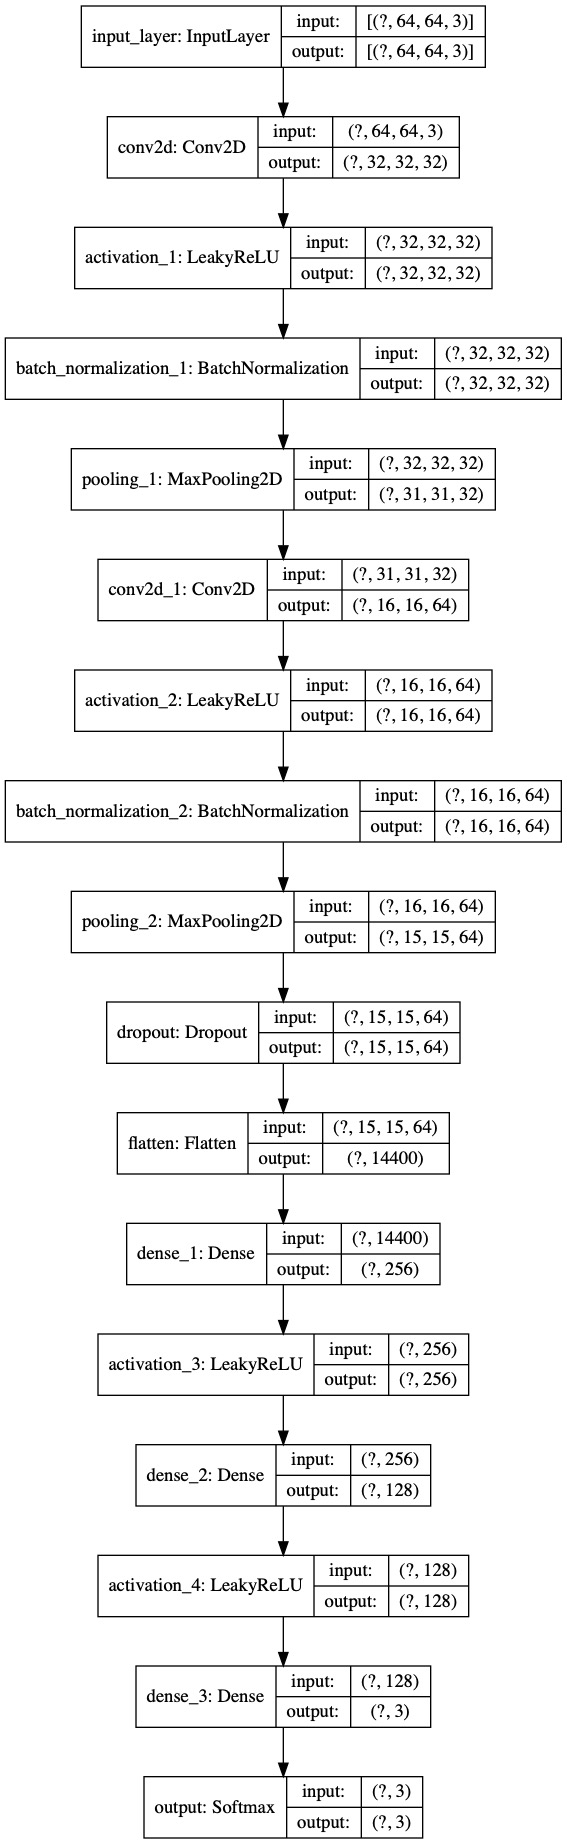 input_layer: InputLayer
input: [(?, 64, 64, 3)]
output: [(?, 64, 64, 3)]
conv2d: Conv2D
input: (?, 64, 64, 3)
output: (?, 32, 32, 32)
activation_1: LeakyReLU
input: (?, 32, 32, 32)
output: (?, 32, 32, 32)
batch_normalization_1: BatchNormalization
input: (?, 32, 32, 32)
output: (?, 32, 32, 32)
pooling_1: MaxPooling2D
input: (?, 32, 32, 32)
output: (?, 31, 31, 32)
conv2d_1: Conv2D
input: (?, 31, 31, 32)
output: (?, 16, 16, 64)
activation_2: LeakyReLU
input: (?, 16, 16, 64)
output: (?, 16, 16, 64)
batch_normalization_2: BatchNormalization
input: (?, 16, 16, 64)
output: (?, 16, 16, 64)
pooling_2: MaxPooling2D
input: (?, 16, 16, 64)
output: (?, 15, 15, 64)
dropout: Dropout
input: (?, 15, 15, 64)
output: (?, 15, 15, 64)
flatten: Flatten
input: (?, 15, 15, 64)
output: (?, 14400)
dense_1: Dense
input: (?, 14400)
output: (?, 256)
activation_3: LeakyReLU
input: (?, 256)
output: (?, 256)
dense_2: Dense
input: (?, 256)
output: (?, 128)
activation_4: LeakyReLU
input: (?, 128)
output: (?, 128)
dense_3: Dense
input: (?, 128)
output: (?, 3)
output: Softmax
input: (?, 3)
output: (?, 3)